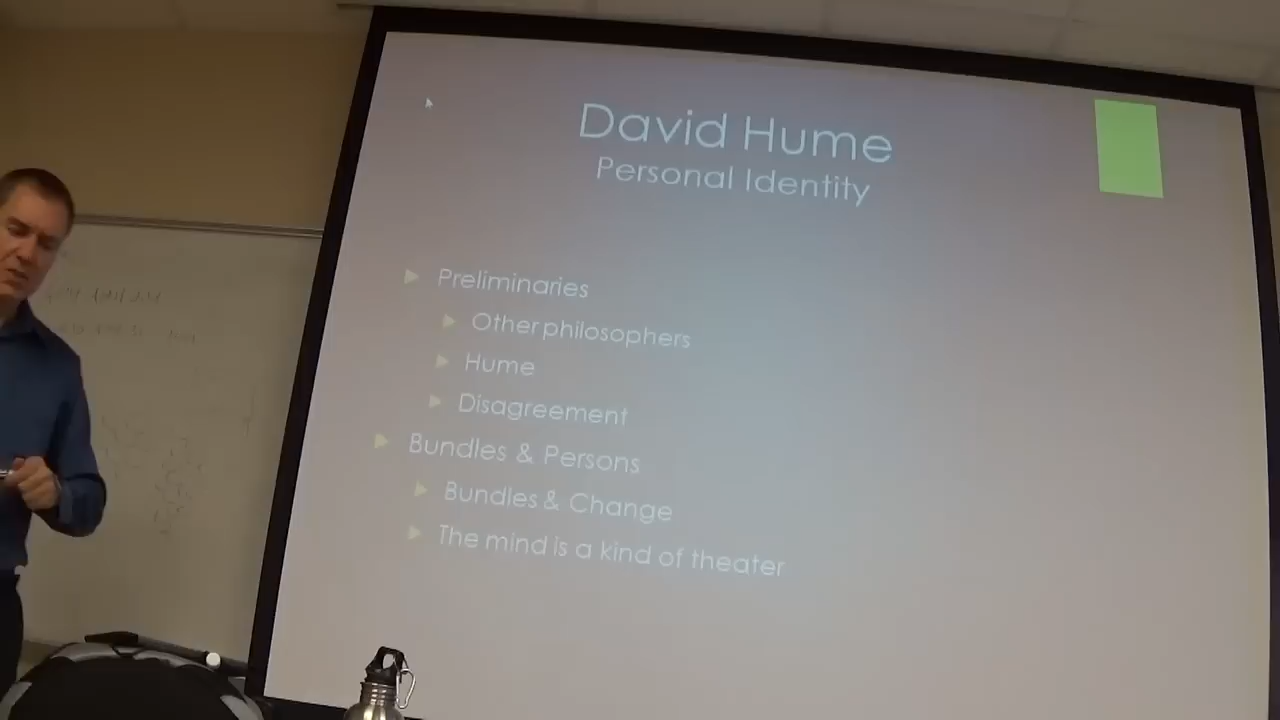 David Hume
Personal Identity
Preliminaries
Other philosophers
Hume
Disagreement
Bundles & Persons
Bundles & Change
The mind is a kind of theater